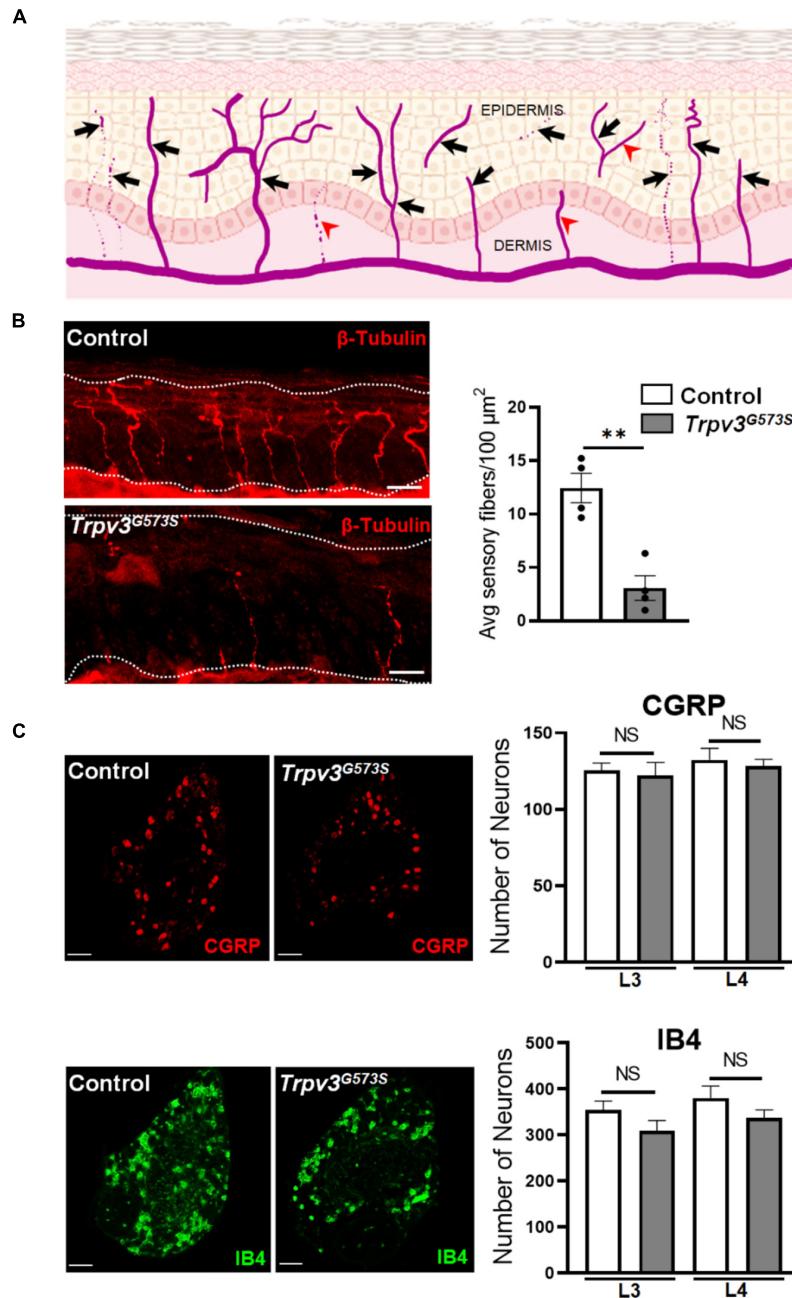 A
EPIDERMIS
DERMIS
B
Control
β-Tubulin
Trpv3G573S
β-Tubulin
Control
Trpv3G573S
**
20
15
10
5
0
Avg sensory fibers/100 µm2
C
Control
CGRP
Trpv3G573S
CGRP
CGRP
NS
NS
150
100
50
0
Number of Neurons
L3
L4
Control
IB4
Trpv3G573S
IB4
IB4
NS
NS
500
400
300
200
100
0
Number of Neurons
L3
L4